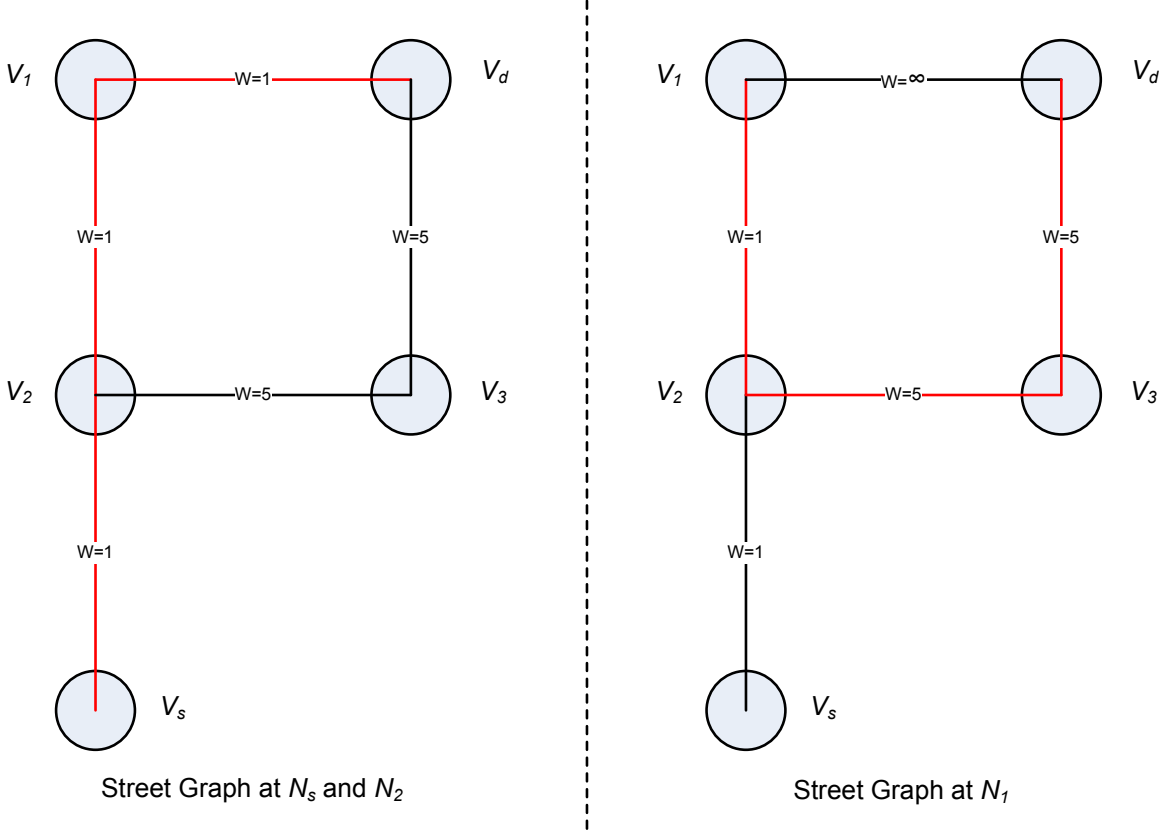 V1 W=1 Vd
W=1 W=5
V2 W=5 V3
W=1
Vs
Street Graph at Ns and N2
V1 W=∞ Vd
W=1 W=5
V2 W=5 V3
W=1
Vs
Street Graph at N1